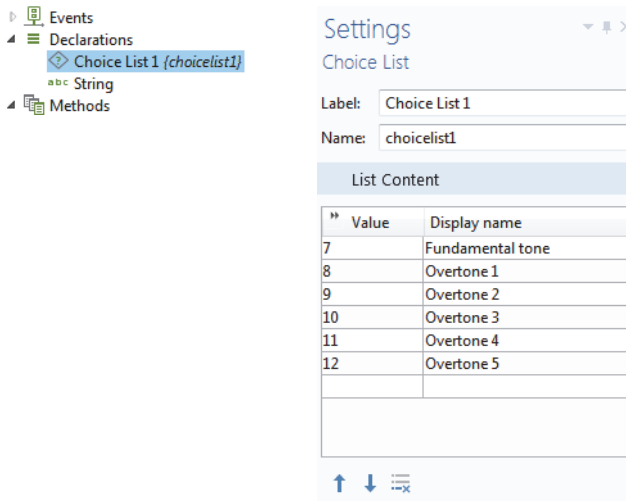 Events
Declarations
Choice List 1 {choicelist1}
abc String
Methods
Settings
Choice List
Label: Choice List 1
Name: choicelist1
List Content
Value Display name
7 Fundamental tone
8 Overtone 1
9 Overtone 2
10 Overtone 3
11 Overtone 4
12 Overtone 5